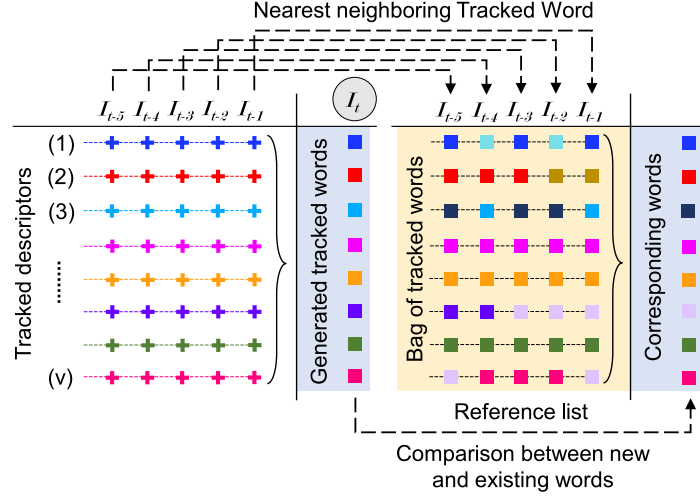 Nearest neighboring Tracked Word
I_{t-5} I_{t-4} I_{t-3} I_{t-2} I_{t-1}
I_t
I_{t-5} I_{t-4} I_{t-3} I_{t-2} I_{t-1}
Tracked descriptors
(1)
(2)
(3)
........
(v)
Generated tracked words
Bag of tracked words
Corresponding words
Reference list
Comparison between new
and existing words